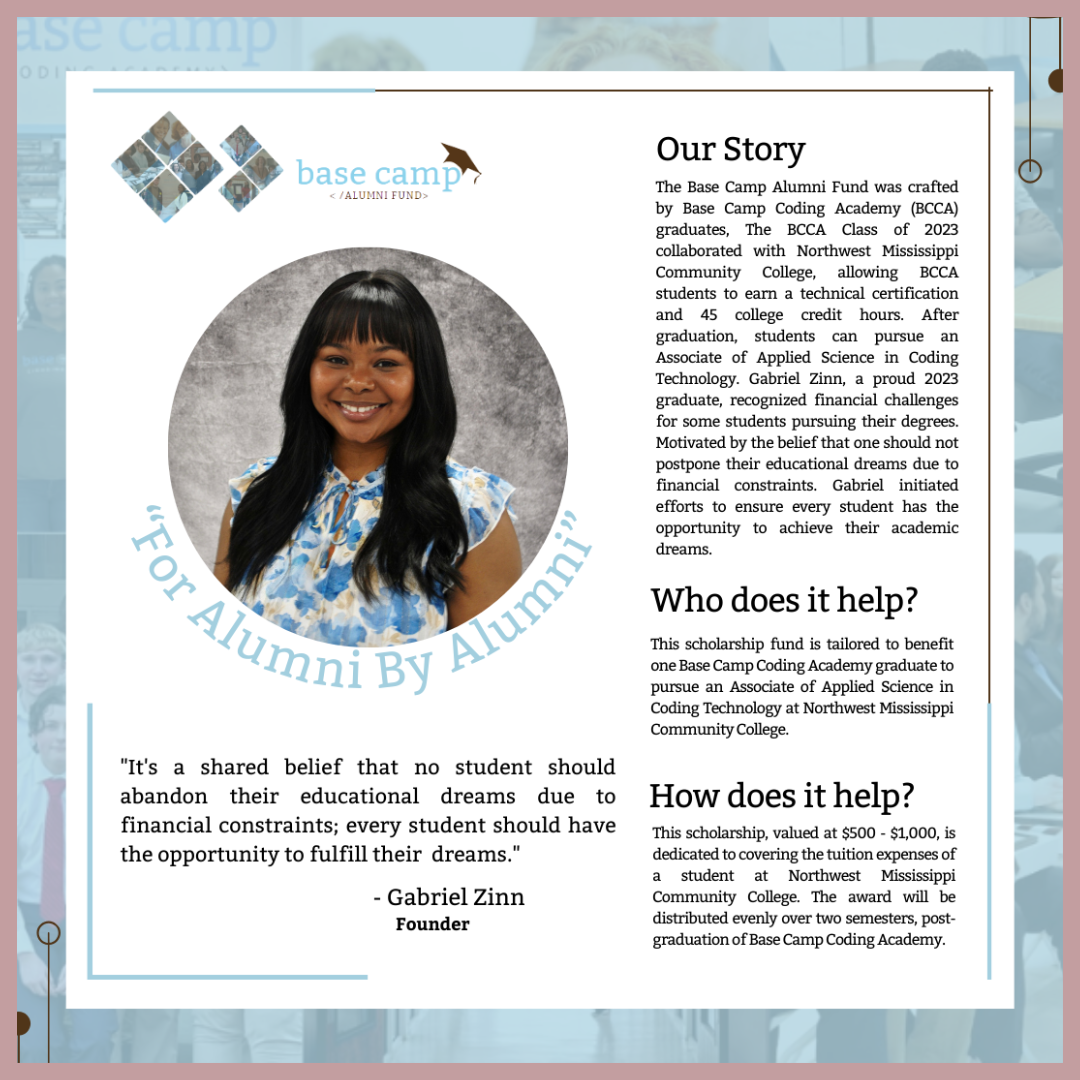 ase camp
ODING ACADEMY>
base camp
< /ALUMNI FUND>
“For Alumni By Alumni”
"It's a shared belief that no student should
abandon their educational dreams due to
financial constraints; every student should have
the opportunity to fulfill their dreams."
- Gabriel Zinn
Founder
Our Story
The Base Camp Alumni Fund was crafted
by Base Camp Coding Academy (BCCA)
graduates, The BCCA Class of 2023
collaborated with Northwest Mississippi
Community College, allowing BCCA
students to earn a technical certification
and 45 college credit hours. After
graduation, students can pursue an
Associate of Applied Science in Coding
Technology. Gabriel Zinn, a proud 2023
graduate, recognized financial challenges
for some students pursuing their degrees.
Motivated by the belief that one should not
postpone their educational dreams due to
financial constraints. Gabriel initiated
efforts to ensure every student has the
opportunity to achieve their academic
dreams.
Who does it help?
This scholarship fund is tailored to benefit
one Base Camp Coding Academy graduate to
pursue an Associate of Applied Science in
Coding Technology at Northwest Mississippi
Community College.
How does it help?
This scholarship, valued at $500 - $1,000, is
dedicated to covering the tuition expenses of
a student at Northwest Mississippi
Community College. The award will be
distributed evenly over two semesters, post-
graduation of Base Camp Coding Academy.